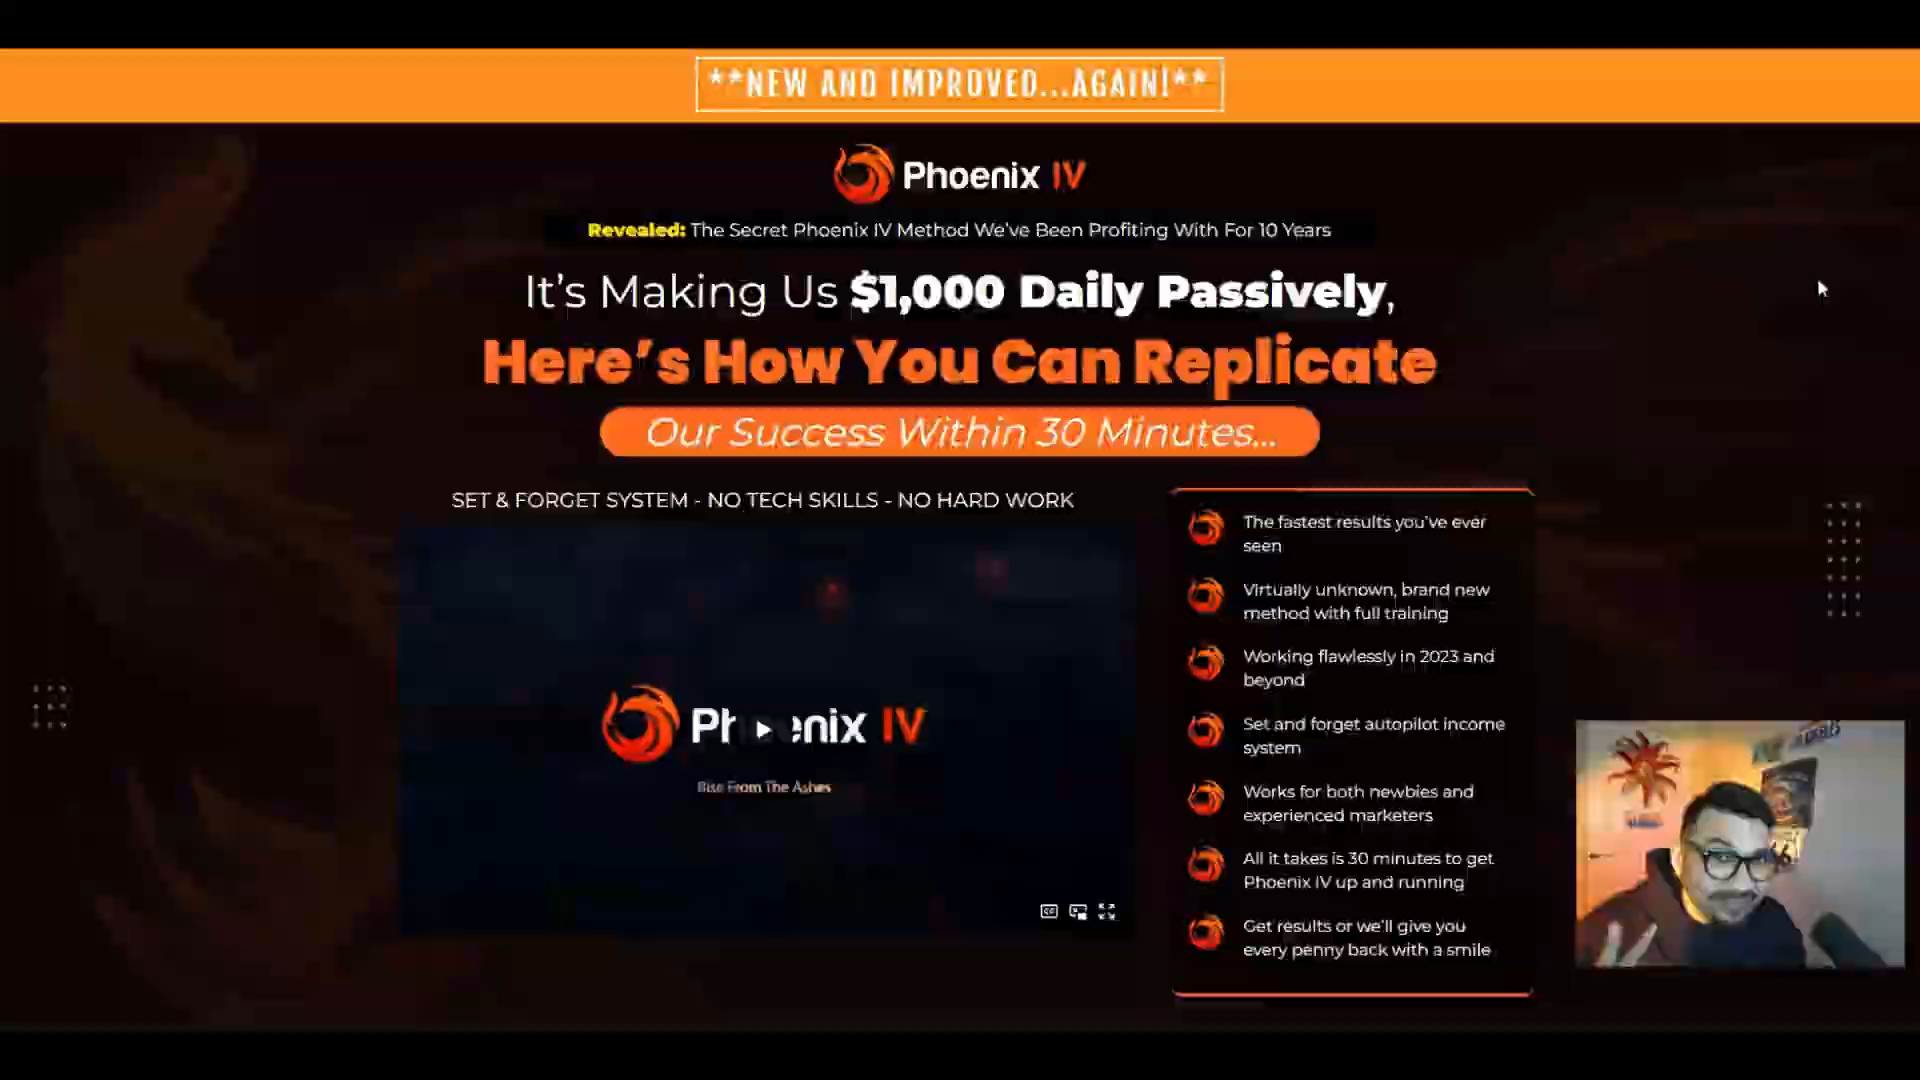 **NEW AND IMPROVED...AGAIN!**
Phoenix IV
Revealed: The Secret Phoenix IV Method We've Been Profiting With For 10 Years
It's Making Us $1,000 Daily Passively,
Here's How You Can Replicate
Our Success Within 30 Minutes...
SET & FORGET SYSTEM - NO TECH SKILLS - NO HARD WORK
Rise From The Ashes
The fastest results you've ever
seen
Virtually unknown, brand new
method with full training
Working flawlessly in 2023 and
beyond
Set and forget autopilot income
system
Works for both newbies and
experienced marketers
All it takes is 30 minutes to get
Phoenix IV up and running
Get results or we'll give you
every penny back with a smile